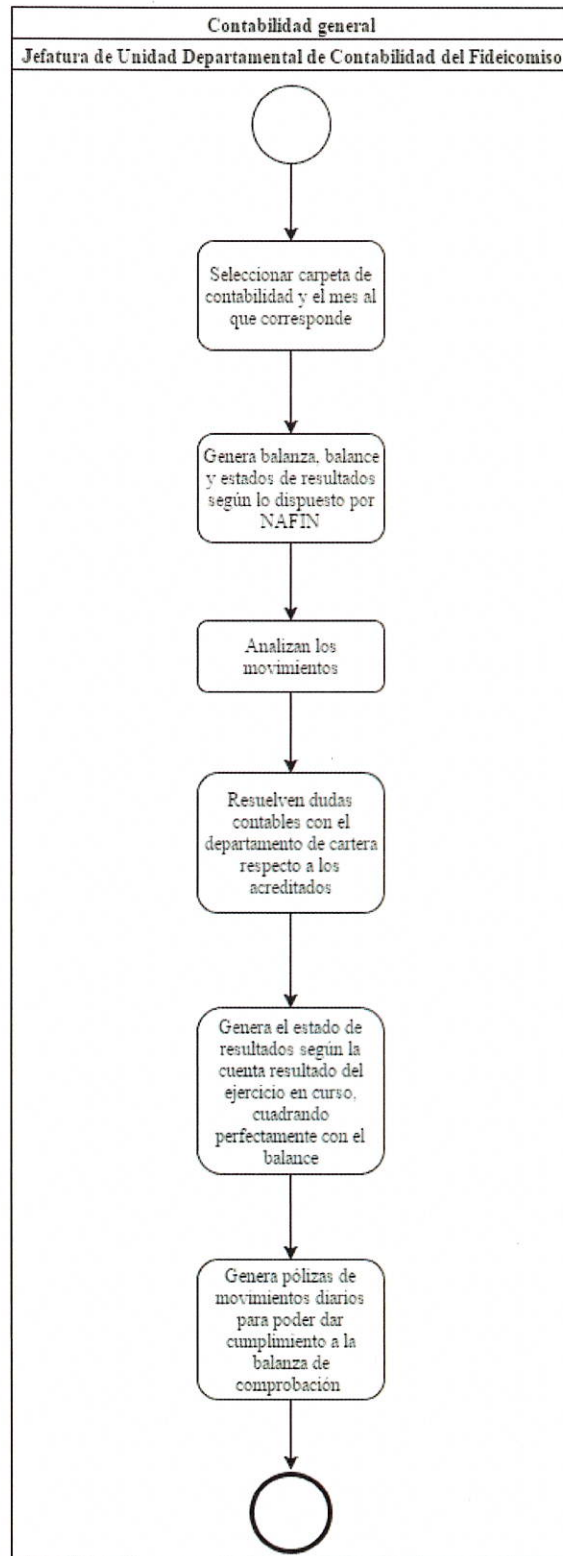 Contabilidad general
Jefatura de Unidad Departamental de Contabilidad del Fideicomiso
Seleccionar carpeta de
contabilidad y el mes al
que corresponde
Genera balanza, balance
y estados de resultados
según lo dispuesto por
NAFIN
Analizan los
movimientos
Resuelven dudas
contables con el
departamento de cartera
respecto a los
acreditados
Genera el estado de
resultados según la
cuenta resultado del
ejercicio en curso,
cuadrando
perfectamente con el
balance
Genera pólizas de
movimientos diarios
para poder dar
cumplimiento a la
balanza de
comprobación